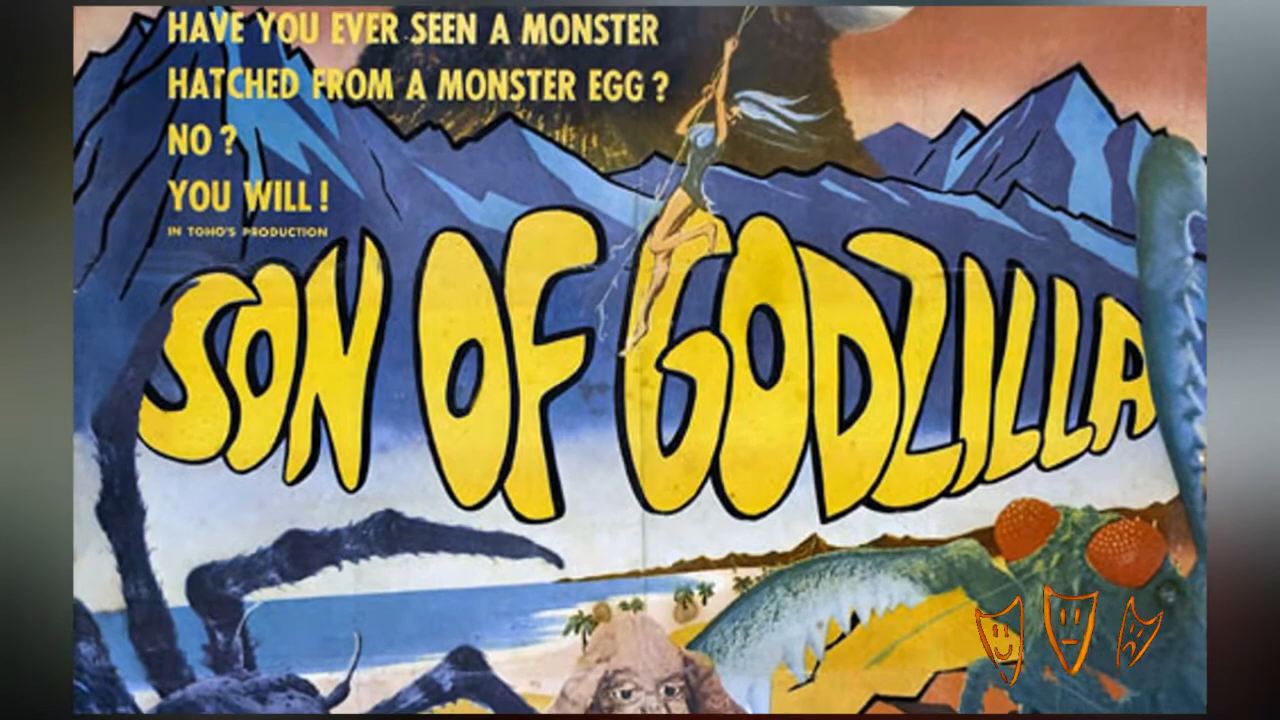 HAVE YOU EVER SEEN A MONSTER
HATCHED FROM A MONSTER EGG?
NO?
YOU WILL!
IN TOHO'S PRODUCTION
SON OF GODZILLA